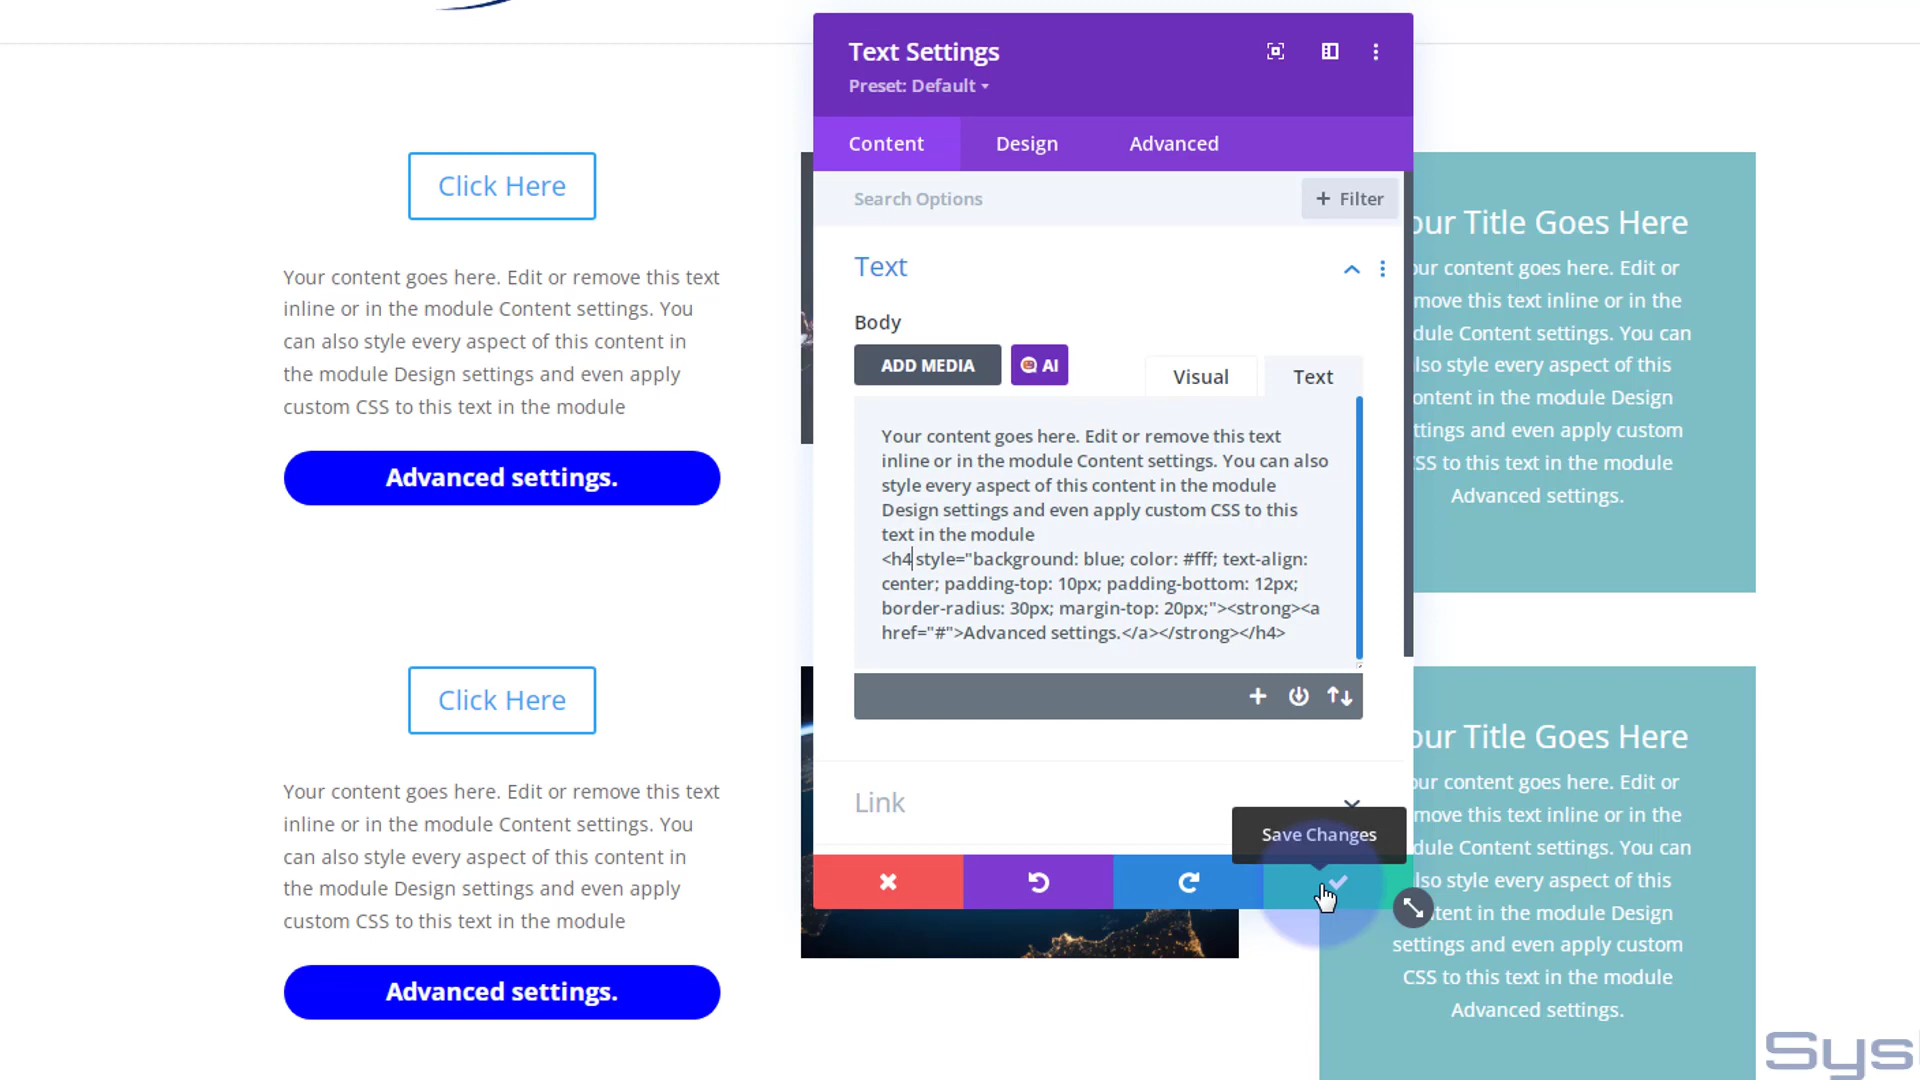 Click Here
Your content goes here. Edit or remove this text
inline or in the module Content settings. You
can also style every aspect of this content in
the module Design settings and even apply
custom CSS to this text in the module
Advanced settings.
Click Here
Your content goes here. Edit or remove this text
inline or in the module Content settings. You
can also style every aspect of this content in
the module Design settings and even apply
custom CSS to this text in the module
Advanced settings.
Text Settings
Preset: Default
Content Design Advanced
Search Options
+ Filter
Text
Body
ADD MEDIA
AI
Visual
Text
Your content goes here. Edit or remove this text
inline or in the module Content settings. You can also
style every aspect of this content in the module
Design settings and even apply custom CSS to this
text in the module
<h4 style="background: blue; color: #fff; text-align:
center; padding-top: 10px; padding-bottom: 12px;
border-radius: 30px; margin-top: 20px;"><strong><a
href="#">Advanced settings.</a></strong></h4>
Link
Save Changes
our Title Goes Here
our content goes here. Edit or
move this text inline or in the
dule Content settings. You can
lso style every aspect of this
ontent in the module Design
ttings and even apply custom
SS to this text in the module
Advanced settings.
our Title Goes Here
our content goes here. Edit or
move this text inline or in the
dule Content settings. You can
lso style every aspect of this
tent in the module Design
settings and even apply custom
CSS to this text in the module
Advanced settings.
Sys